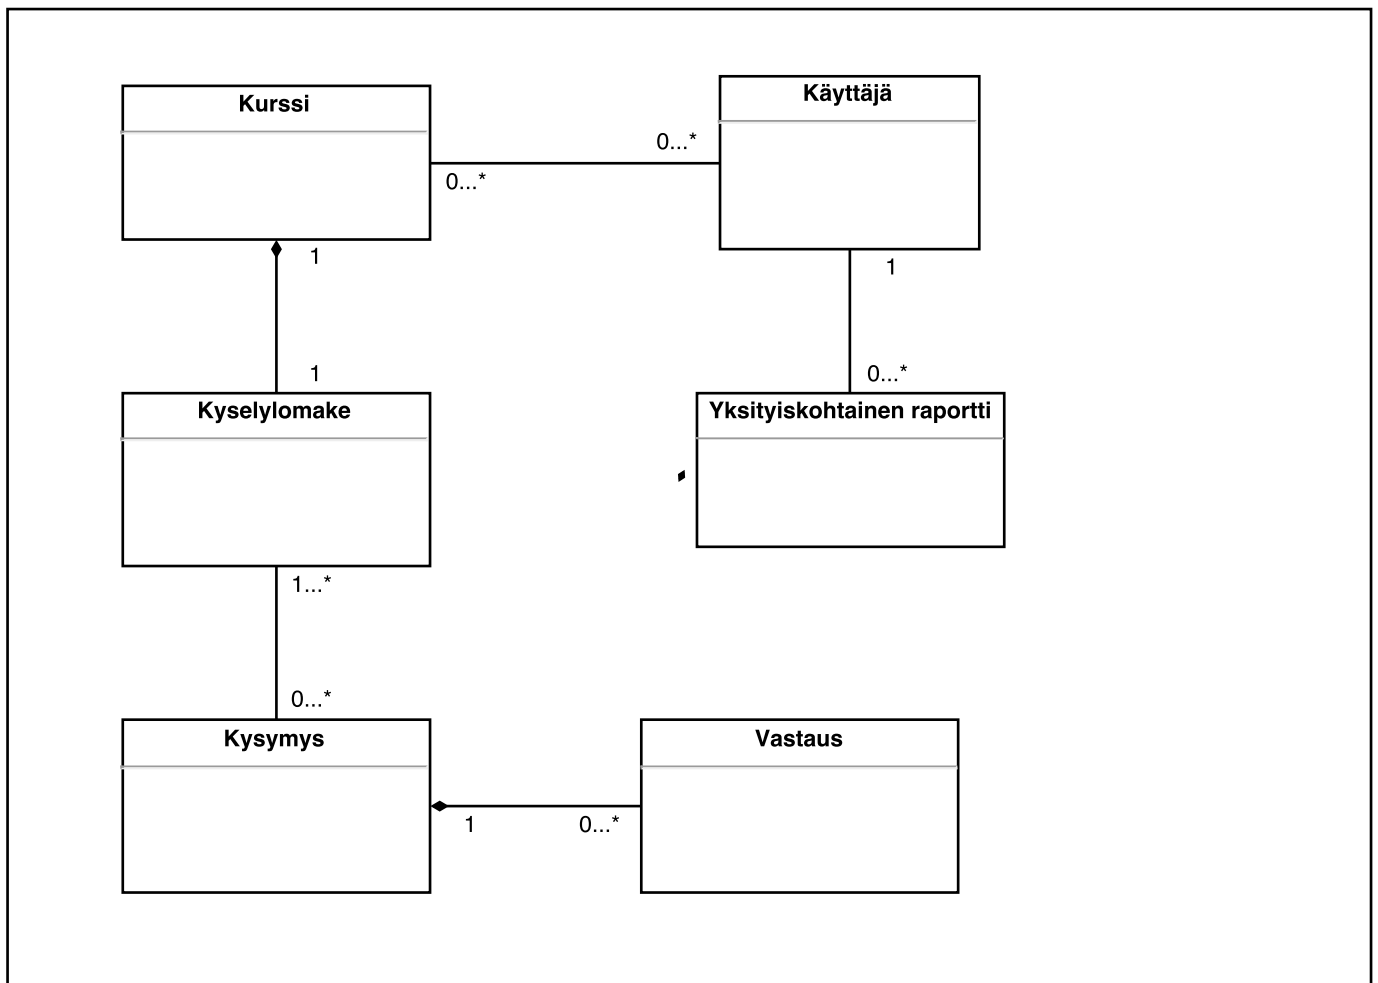 Kurssi
Käyttäjä
0...*
0...*
1
1
1
0...*
Kyselylomake
Yksityiskohtainen raportti
1...*
0...*
Kysymys
Vastaus
1
0...*